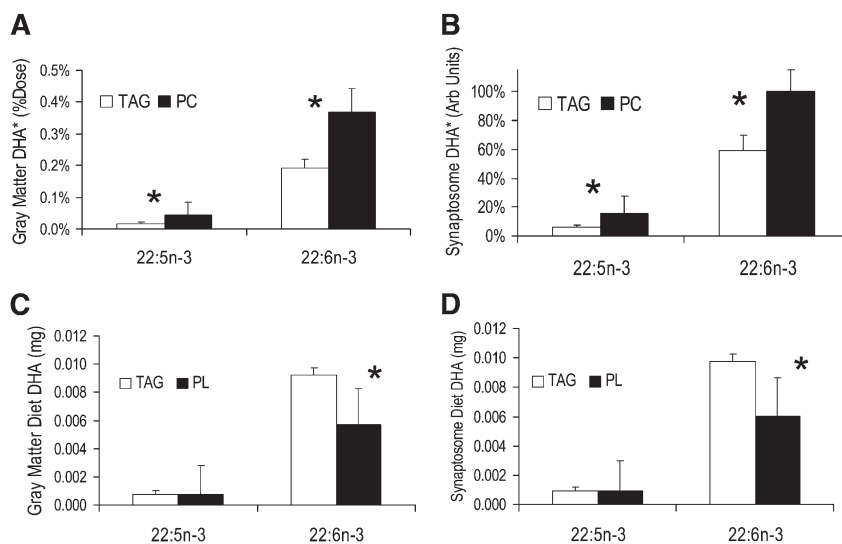 A
Gray Matter DHA* (%Dose)
0.5%
0.4%
0.3%
0.2%
0.1%
0.0%
TAG PC
*
*
22:5n-3 22:6n-3
B
Synaptosome DHA* (Arb Units)
100%
80%
60%
40%
20%
0%
TAG PC
*
*
22:5n-3 22:6n-3
C
Gray Matter Diet DHA (mg)
0.012
0.010
0.008
0.006
0.004
0.002
0.000
TAG PL
*
22:5n-3 22:6n-3
D
Synaptosome Diet DHA (mg)
0.012
0.010
0.008
0.006
0.004
0.002
0.000
TAG PL
*
22:5n-3 22:6n-3